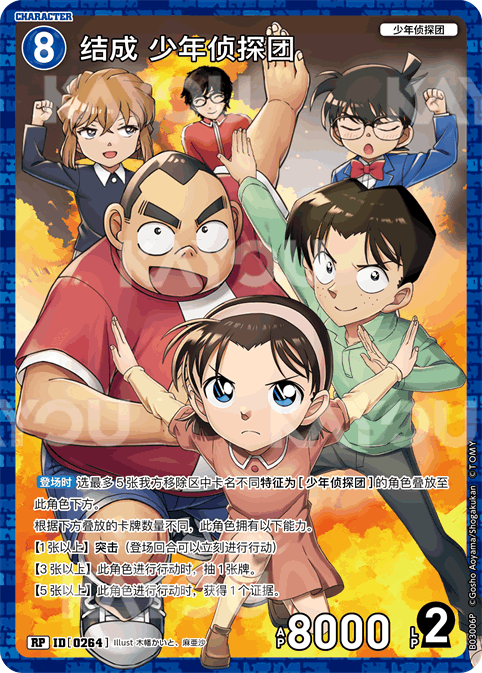 CHARACTER
8
结成 少年侦探团
少年侦探团
KAYOU
KAYOU
KAYOU
KAYOU
KAYOU
KAYOU
登场时 选最多 5 张我方移除区中卡名不同特征为[少年侦探团]的角色叠放至
此角色下方。
根据下方叠放的卡牌数量不同，此角色拥有以下能力。
【1张以上】突击（登场回合可以立刻进行行动）
【3张以上】此角色进行行动时，抽1张牌。
【5张以上】此角色进行行动时，获得1个证据。
RP ID[0264] Illust 木幡かいと、麻亜沙
AP 8000
LP 2
B03006P ©Gosho Aoyama/Shogakukan ©TOMY